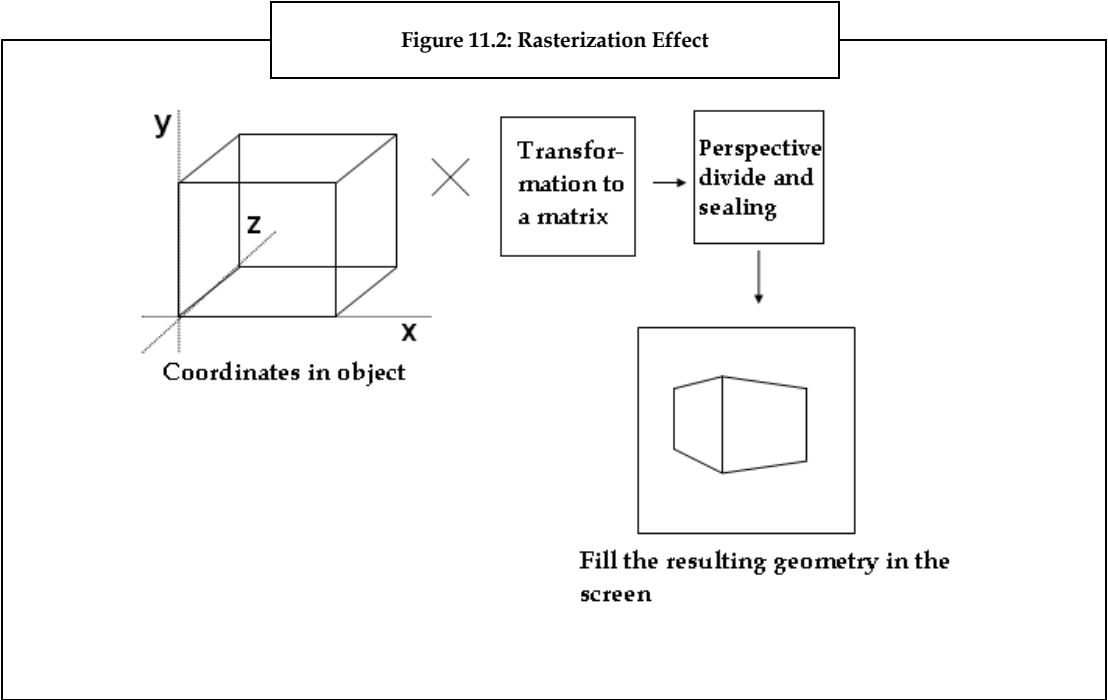 Figure 11.2: Rasterization Effect
y
z
x
Coordinates in object
Transfor-
mation to
a matrix
Perspective
divide and
sealing
Fill the resulting geometry in the
screen